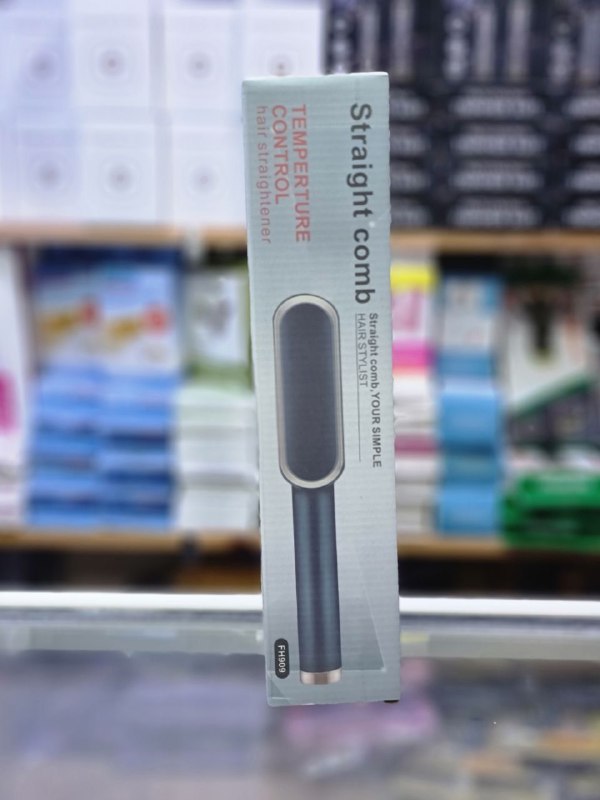 Straight comb
Straight comb,YOUR SIMPLE
HAIR STYLIST
TEMPERTURE
CONTROL
hair straightener
FH909